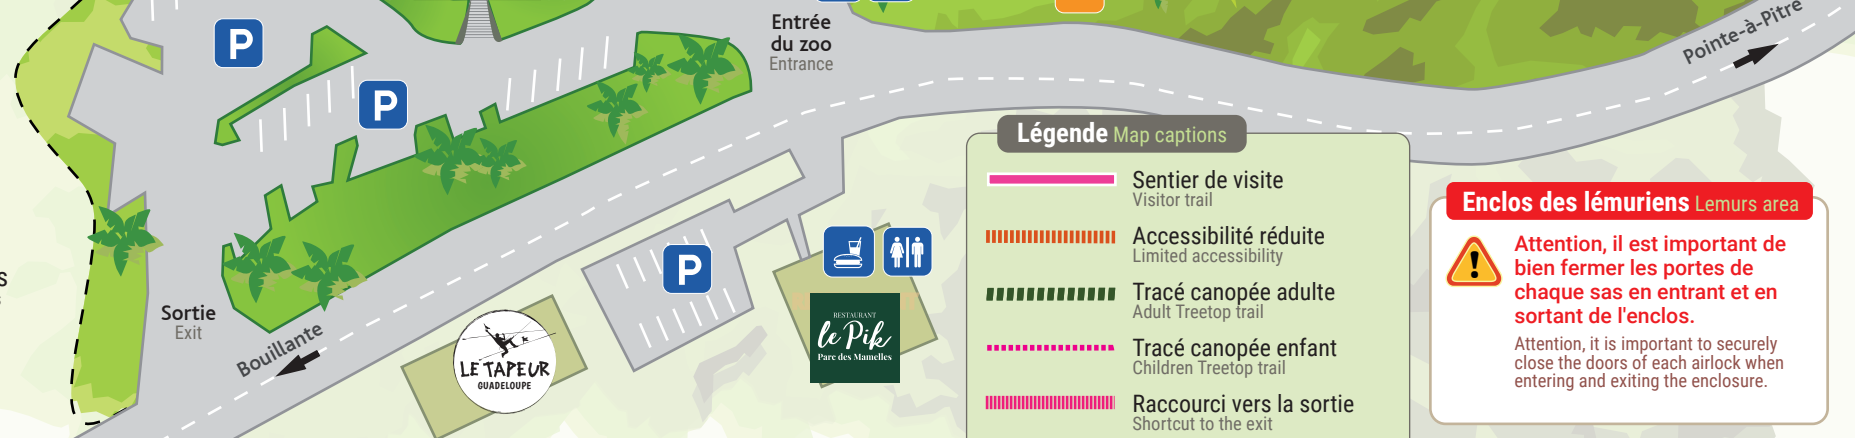 P
P
Entrée
du zoo
Entrance
Pointe-à-Pitre
Légende Map captions
Sentier de visite
Visitor trail
Accessibilité réduite
Limited accessibility
Tracé canopée adulte
Adult Treetop trail
Tracé canopée enfant
Children Treetop trail
Raccourci vers la sortie
Shortcut to the exit
Enclos des lémuriens Lemurs area
Attention, il est important de
bien fermer les portes de
chaque sas en entrant et en
sortant de l'enclos.
Attention, it is important to securely
close the doors of each airlock when
entering and exiting the enclosure.
P
Sortie
Exit
Bouillante
LE TAPEUR
GUADELOUPE
RESTAURANT
le Pik
Parc des Mamelles